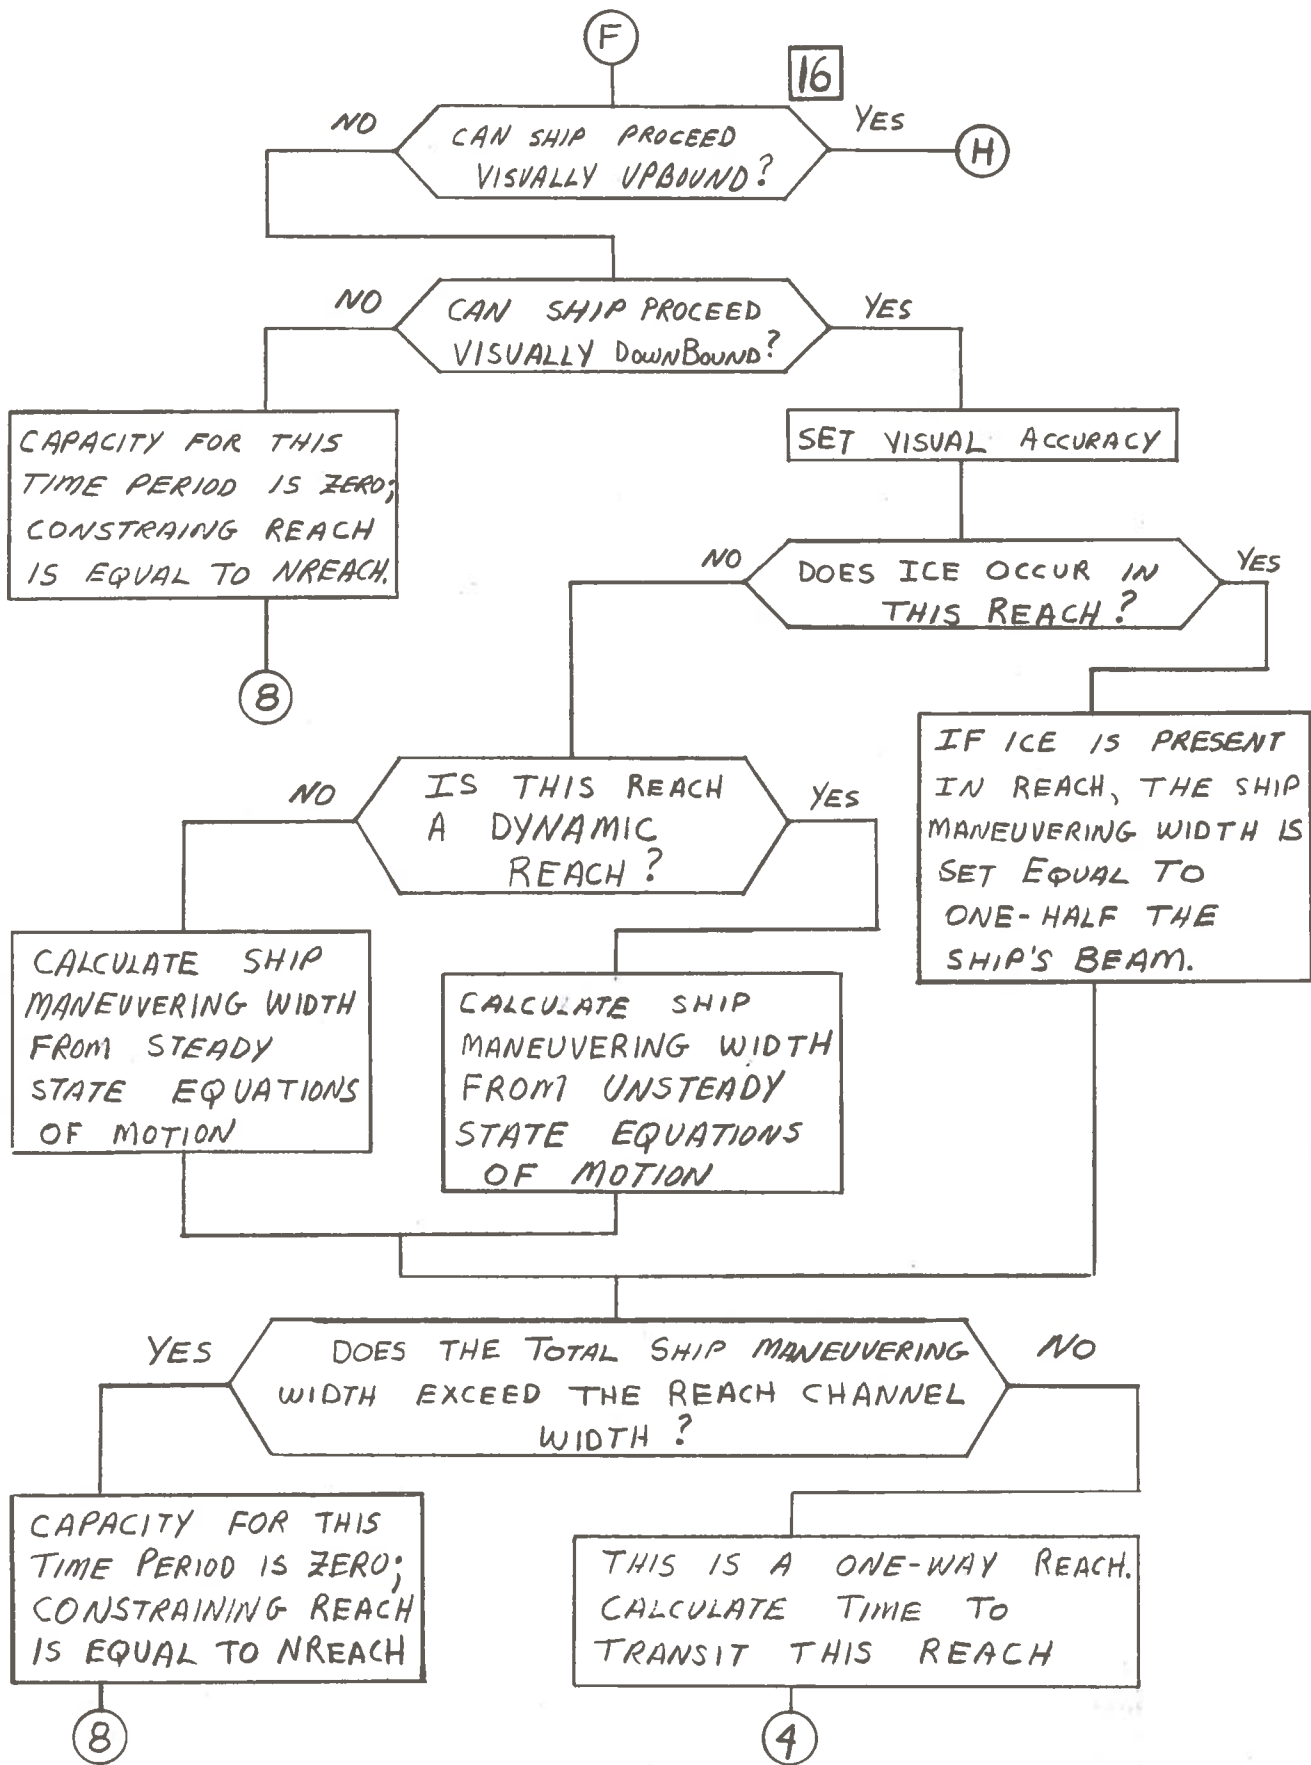 F
16
NO
YES
CAN SHIP PROCEED
VISUALLY UPBOUND?
H
NO
YES
CAN SHIP PROCEED
VISUALLY DOWNBOUND?
CAPACITY FOR THIS
TIME PERIOD IS ZERO;
CONSTRAING REACH
IS EQUAL TO NREACH.
8
SET VISUAL ACCURACY
NO
YES
DOES ICE OCCUR IN
THIS REACH?
IF ICE IS PRESENT
IN REACH, THE SHIP
MANEUVERING WIDTH IS
SET EQUAL TO
ONE-HALF THE
SHIP'S BEAM.
NO
YES
IS THIS REACH
A DYNAMIC
REACH?
CALCULATE SHIP
MANEUVERING WIDTH
FROM STEADY
STATE EQUATIONS
OF MOTION
CALCULATE SHIP
MANEUVERING WIDTH
FROM UNSTEADY
STATE EQUATIONS
OF MOTION
YES
NO
DOES THE TOTAL SHIP MANEUVERING
WIDTH EXCEED THE REACH CHANNEL
WIDTH?
CAPACITY FOR THIS
TIME PERIOD IS ZERO;
CONSTRAINING REACH
IS EQUAL TO NREACH
8
THIS IS A ONE-WAY REACH.
CALCULATE TIME TO
TRANSIT THIS REACH
4